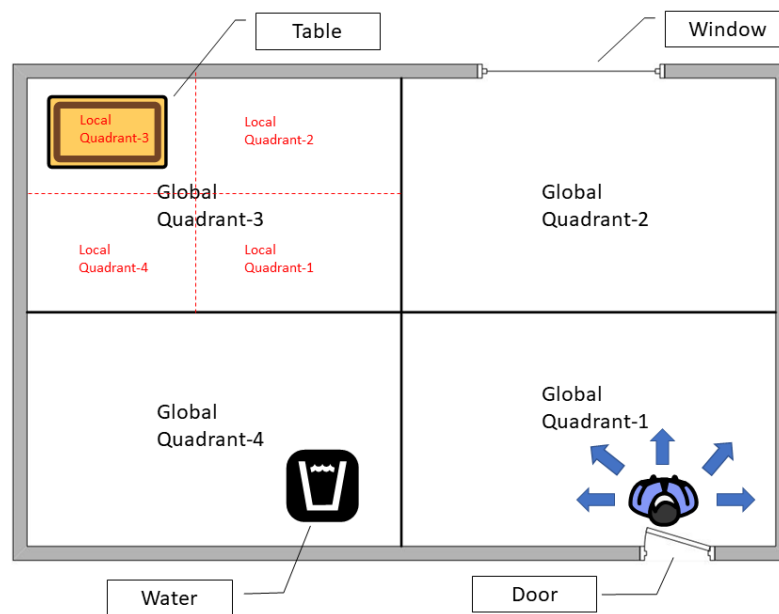 Table
Window
Local
Quadrant-3
Local
Quadrant-2
Global
Quadrant-3
Global
Quadrant-2
Local
Quadrant-4
Local
Quadrant-1
Global
Quadrant-4
Global
Quadrant-1
Water
Door